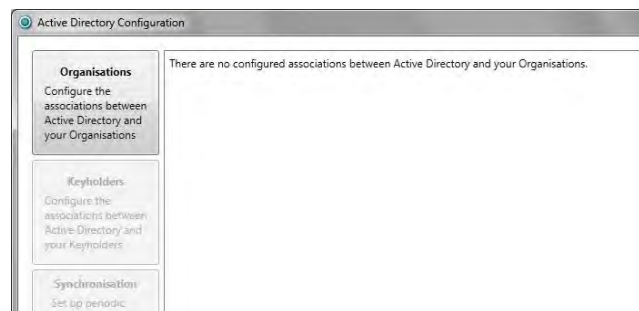 Active Directory Configuration
Organisations
Configure the
associations between
Active Directory and
your Organisations
There are no configured associations between Active Directory and your Organisations.
Keyholders
Configure the
associations between
Active Directory and
your Keyholders
Synchronisation
Set up periodic